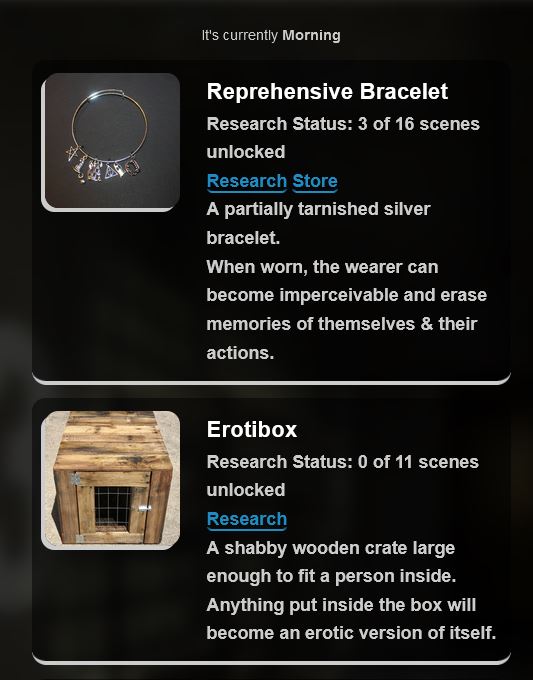 It's currently Morning
Reprehensive Bracelet
Research Status: 3 of 16 scenes
unlocked
Research Store
A partially tarnished silver
bracelet.
When worn, the wearer can
become imperceivable and erase
memories of themselves & their
actions.
Erotibox
Research Status: 0 of 11 scenes
unlocked
Research
A shabby wooden crate large
enough to fit a person inside.
Anything put inside the box will
become an erotic version of itself.